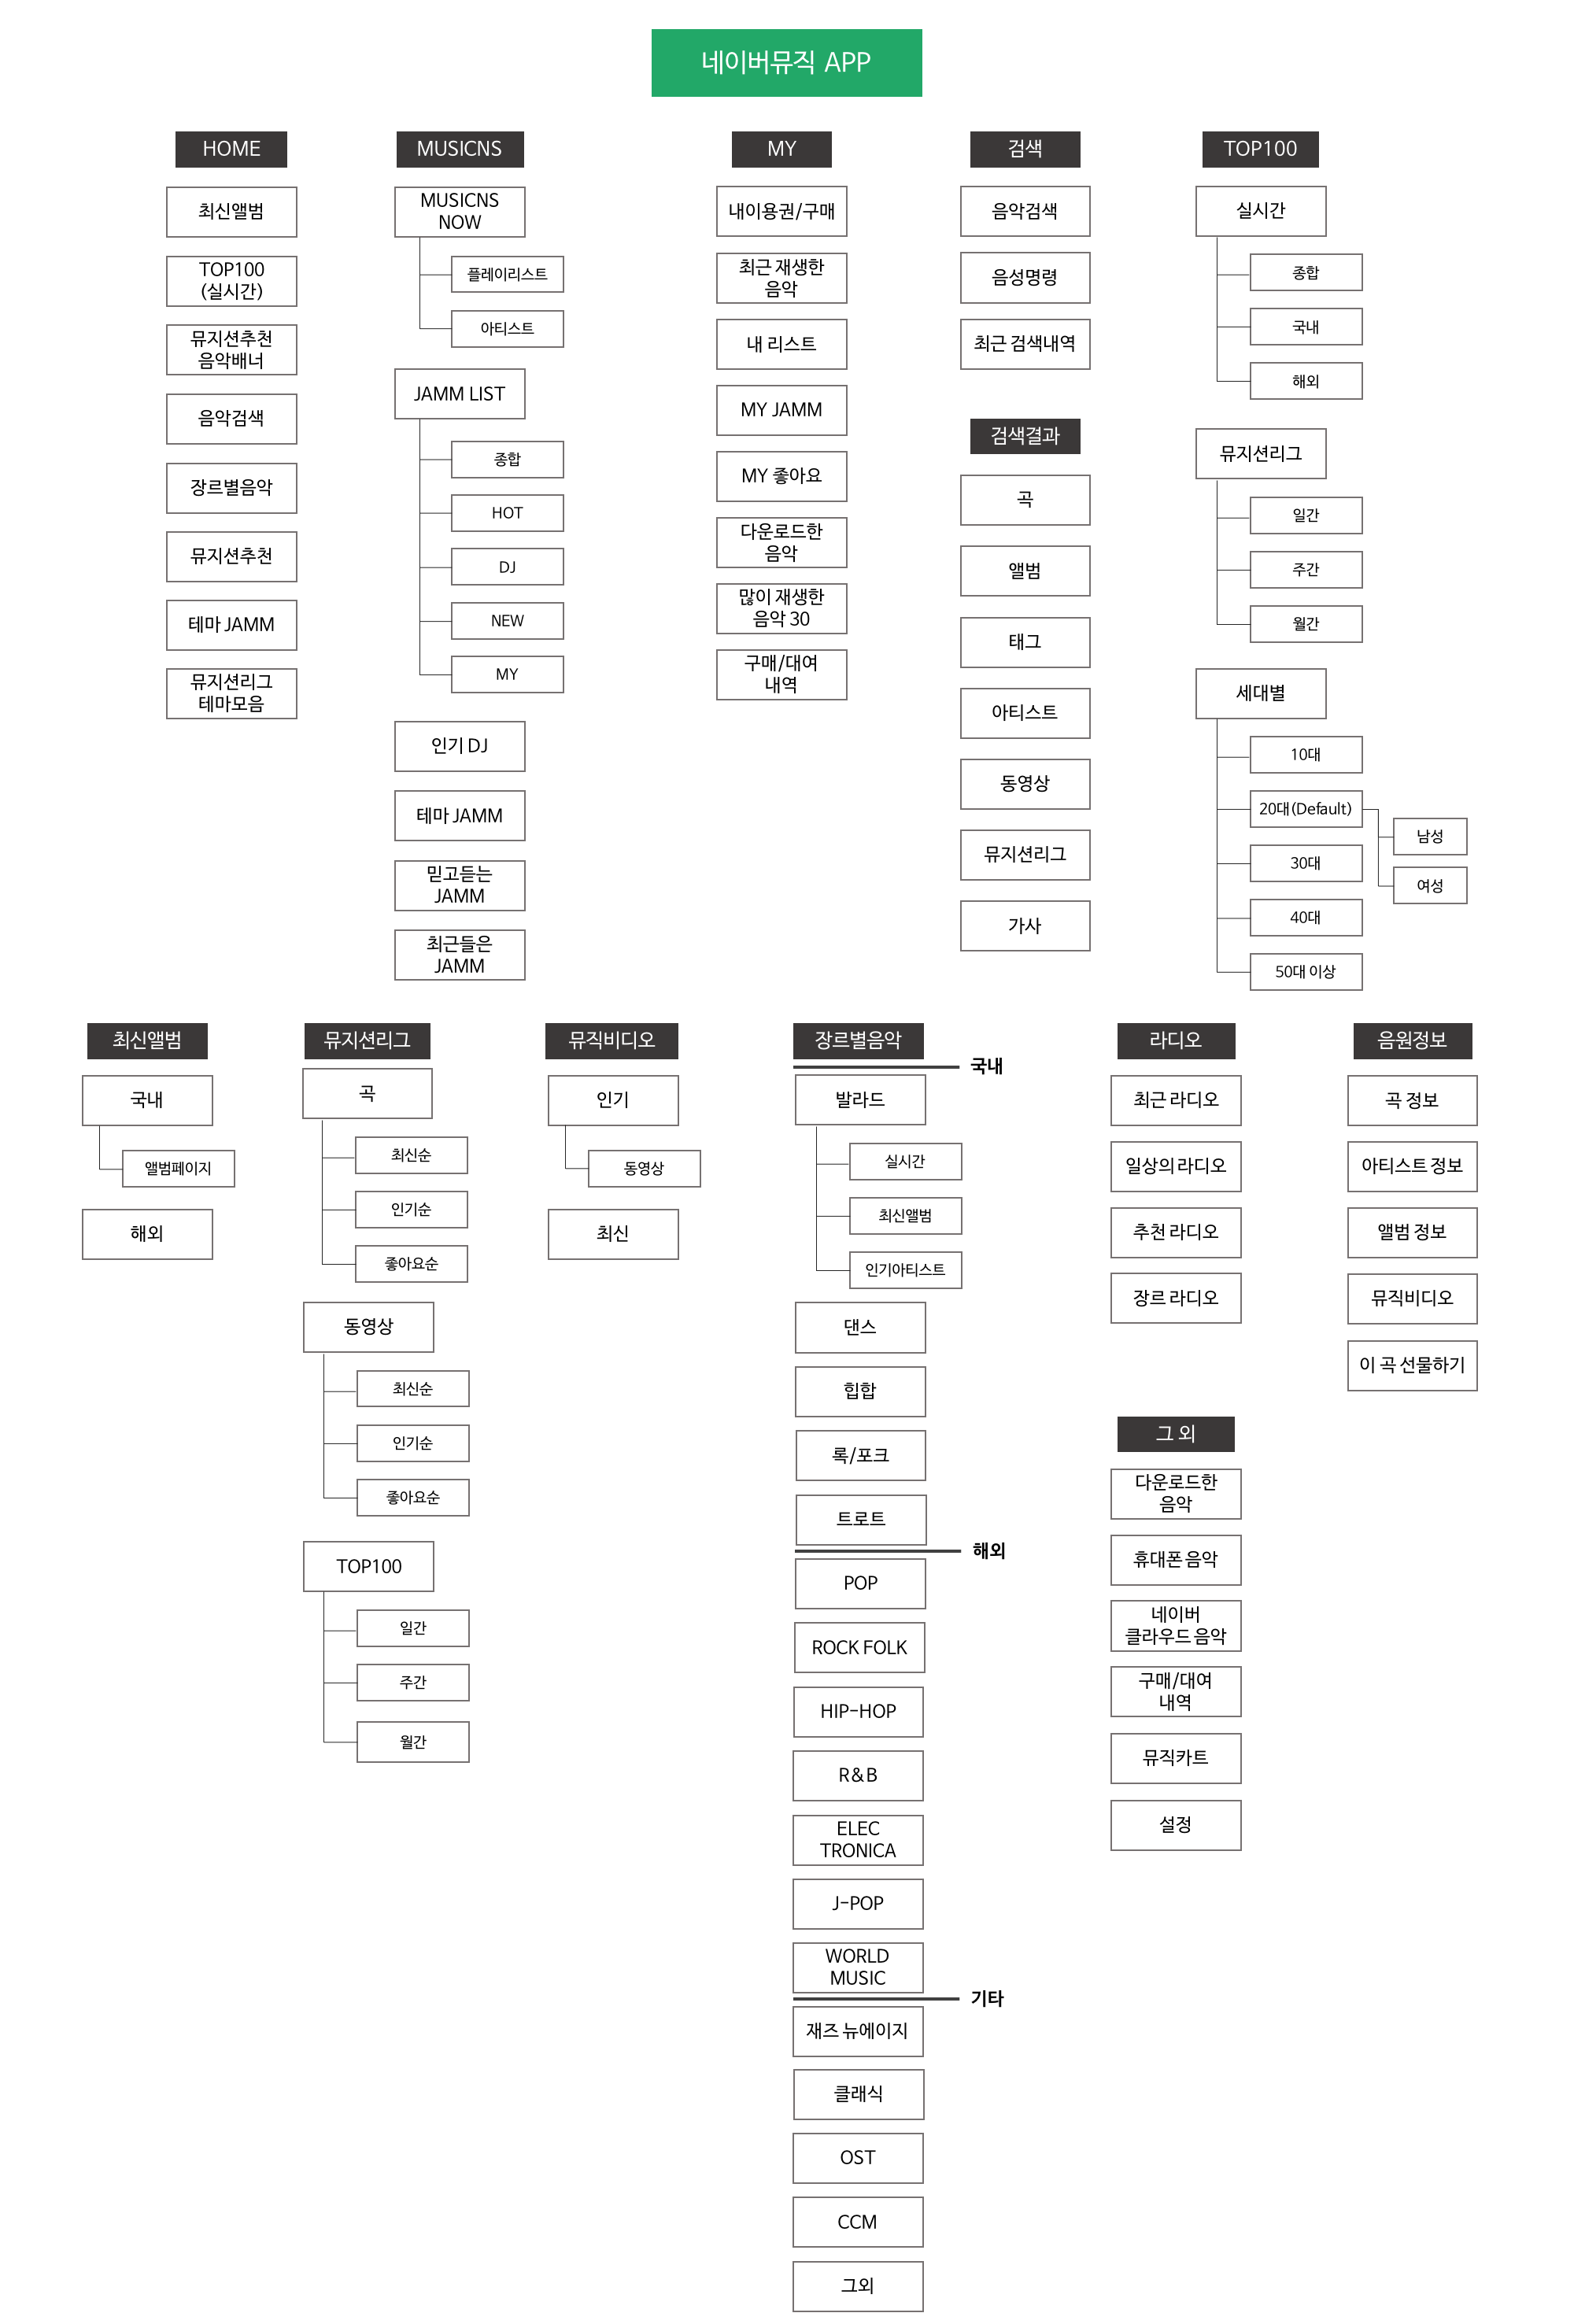 네이버뮤직 APP
HOME
최신앨범
TOP100
(실시간)
뮤지션추천
음악배너
음악검색
장르별음악
뮤지션추천
테마 JAMM
뮤지션리그
테마모음
MUSICNS
MUSICNS
NOW
플레이리스트
아티스트
JAMM LIST
종합
HOT
DJ
NEW
MY
인기 DJ
테마 JAMM
믿고듣는
JAMM
최근들은
JAMM
MY
내이용권/구매
최근 재생한
음악
내 리스트
MY JAMM
MY 좋아요
다운로드한
음악
많이 재생한
음악 30
구매/대여
내역
검색
음악검색
음성명령
최근 검색내역
검색결과
곡
앨범
태그
아티스트
동영상
뮤지션리그
가사
TOP100
실시간
종합
국내
해외
뮤지션리그
일간
주간
월간
세대별
10대
20대(Default)
남성
여성
30대
40대
50대 이상
최신앨범
국내
앨범페이지
해외
뮤지션리그
곡
최신순
인기순
좋아요순
동영상
최신순
인기순
좋아요순
TOP100
일간
주간
월간
뮤직비디오
인기
동영상
최신
장르별음악
국내
발라드
실시간
최신앨범
인기아티스트
댄스
힙합
록/포크
트로트
해외
POP
ROCK FOLK
HIP-HOP
R&B
ELEC
TRONICA
J-POP
WORLD
MUSIC
기타
재즈 뉴에이지
클래식
OST
CCM
그외
라디오
최근 라디오
일상의 라디오
추천 라디오
장르 라디오
그 외
다운로드한
음악
휴대폰 음악
네이버
클라우드 음악
구매/대여
내역
뮤직카트
설정
음원정보
곡 정보
아티스트 정보
앨범 정보
뮤직비디오
이 곡 선물하기